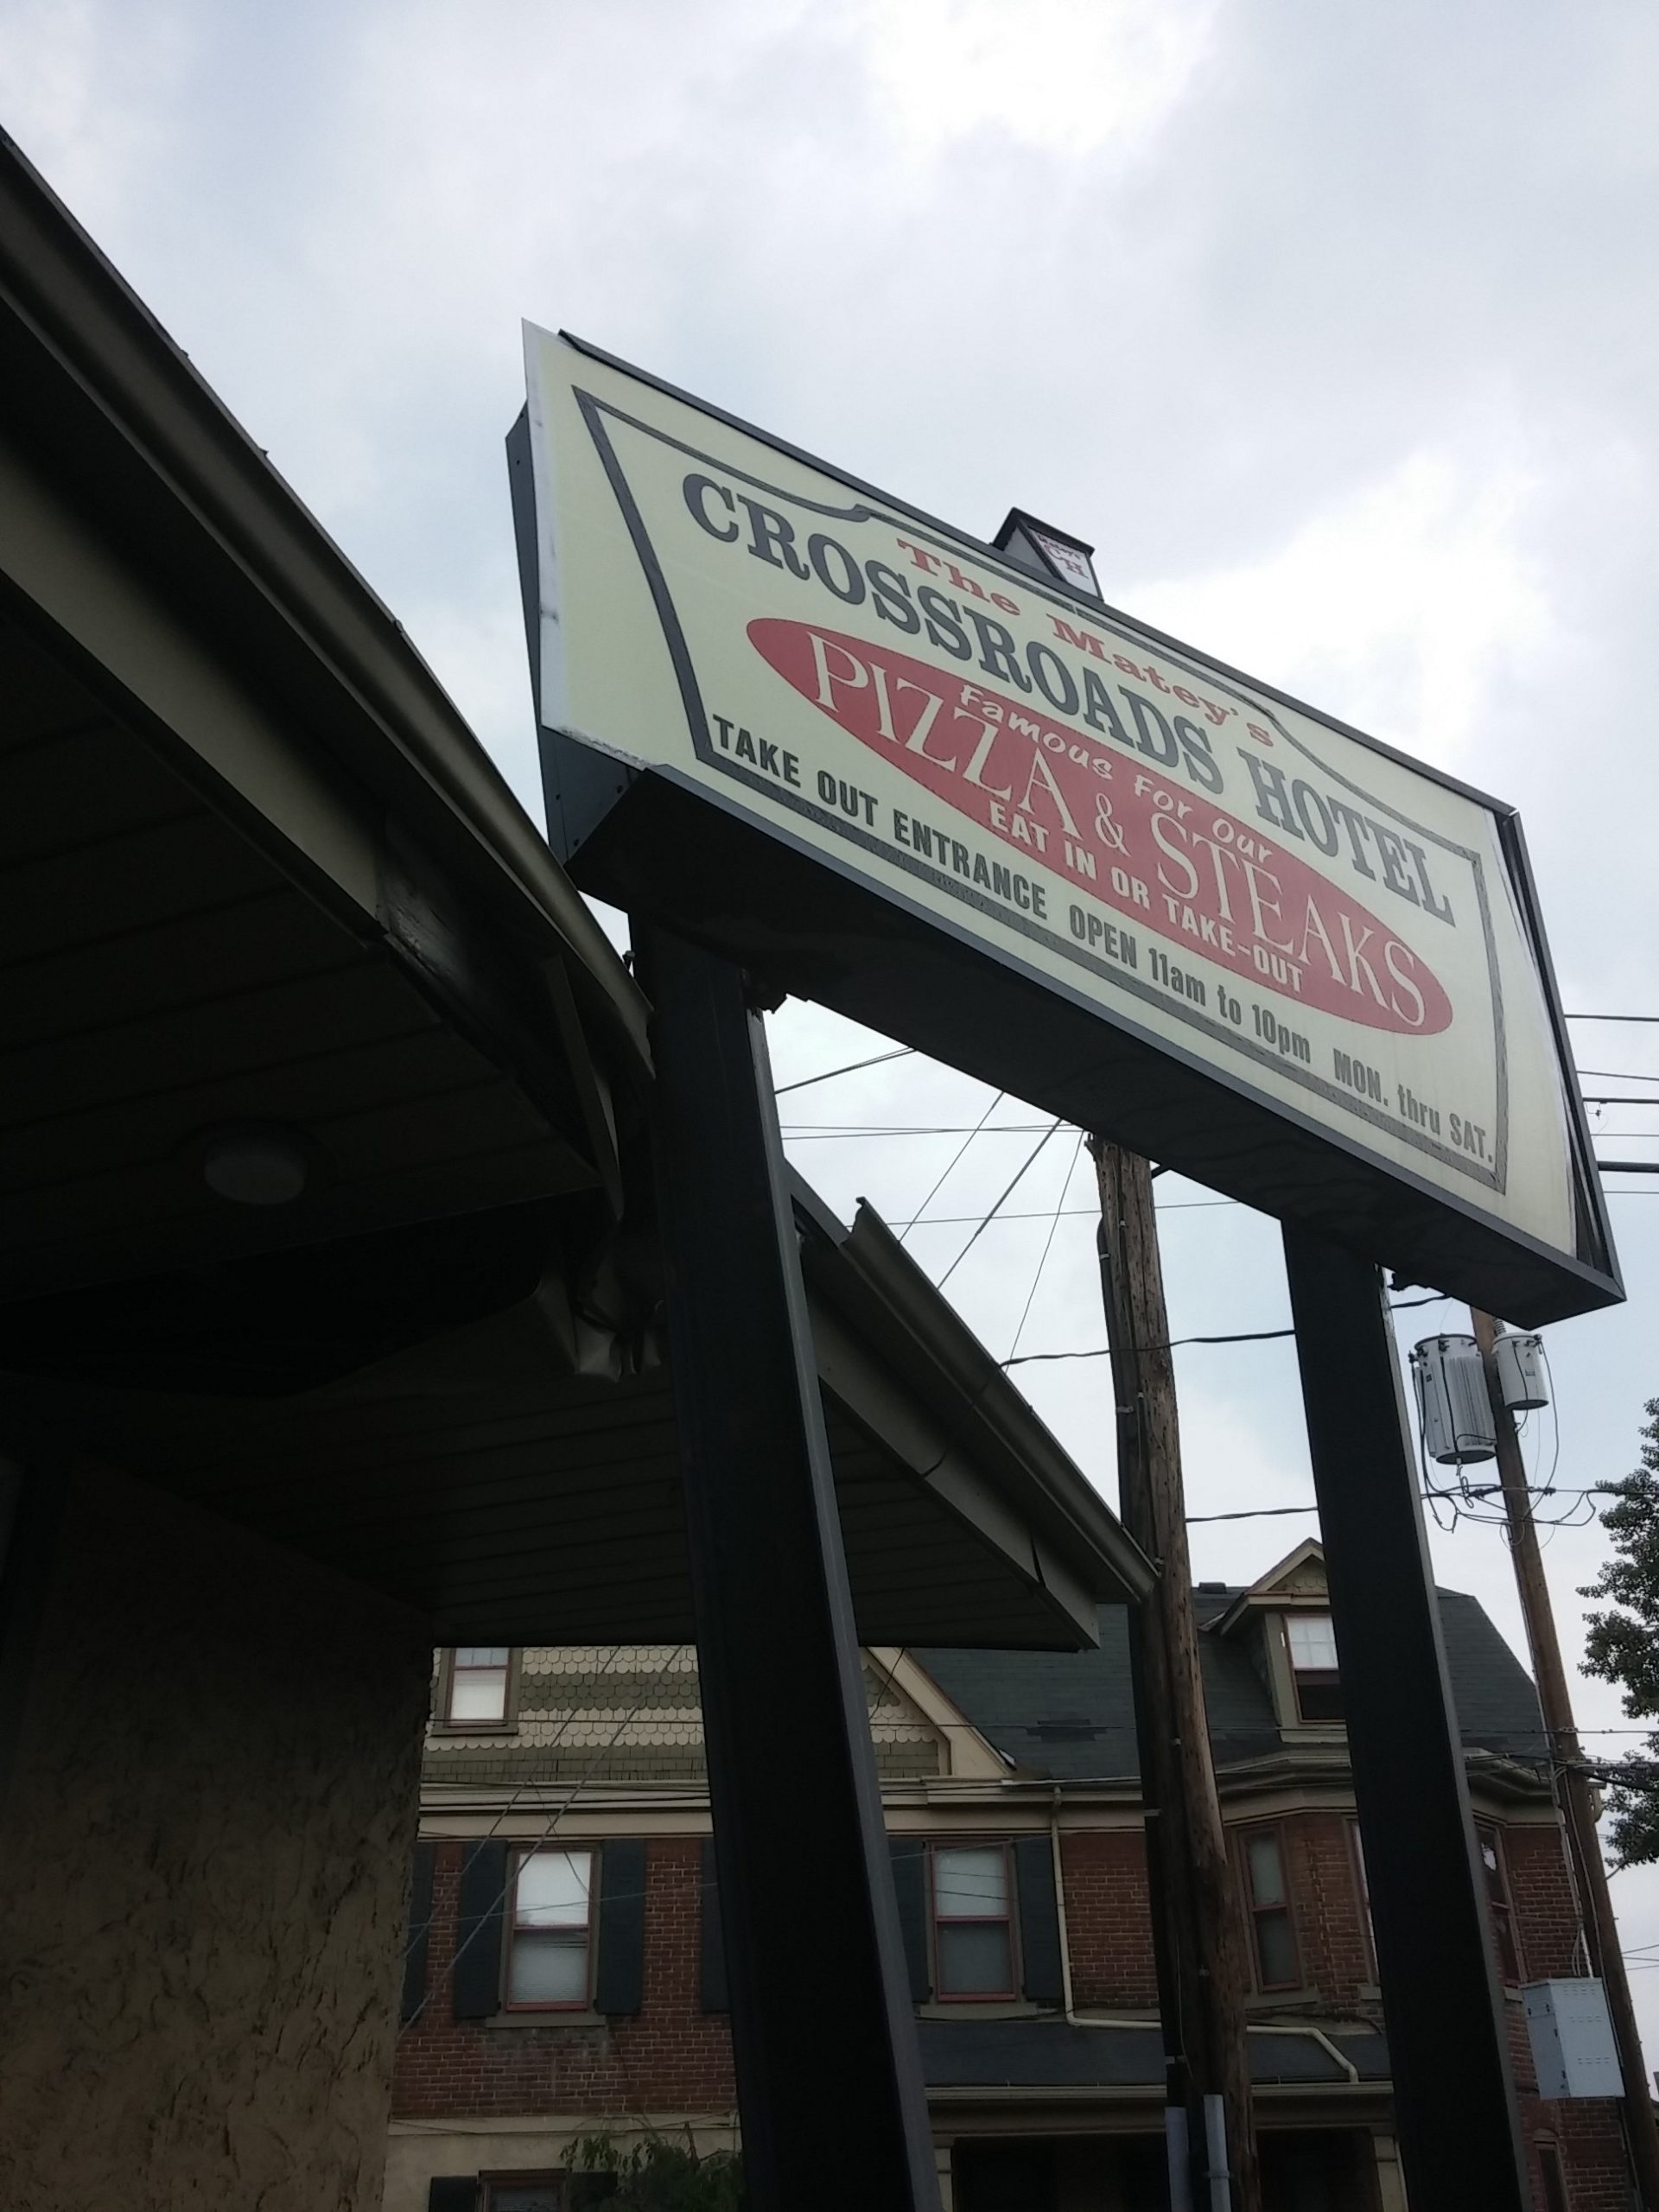 CH
The Matey's
CROSSROADS HOTEL
Famous For Our
PIZZA & STEAKS
EAT IN OR TAKE-OUT
TAKE OUT ENTRANCE OPEN 11am to 10pm MON. thru SAT.